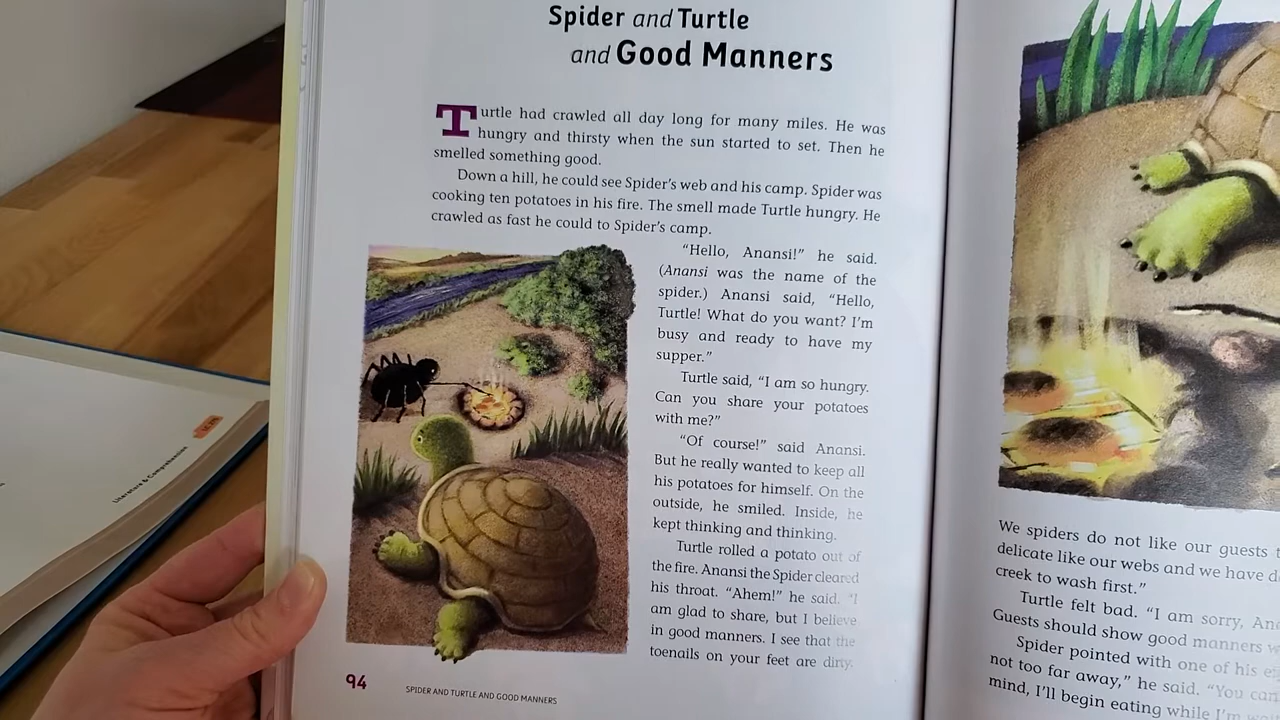 Spider and Turtle
and Good Manners
Turtle had crawled all day long for many miles. He was
hungry and thirsty when the sun started to set. Then he
smelled something good.
Down a hill, he could see Spider's web and his camp. Spider was
cooking ten potatoes in his fire. The smell made Turtle hungry. He
crawled as fast he could to Spider's camp.
“Hello, Anansi!” he said.
(Anansi was the name of the
spider.) Anansi said, “Hello,
Turtle! What do you want? I'm
busy and ready to have my
supper.”
Turtle said, “I am so hungry.
Can you share your potatoes
with me?”
“Of course!” said Anansi.
But he really wanted to keep all
his potatoes for himself. On the
outside, he smiled. Inside, he
kept thinking and thinking.
Turtle rolled a potato out of
the fire. Anansi the Spider cleared
his throat. “Ahem!” he said. “I
am glad to share, but I believe
in good manners. I see that the
toenails on your feet are dirty.
94
SPIDER AND TURTLE AND GOOD MANNERS
We spiders do not like our guests
delicate like our webs and we have
creek to wash first.”
Turtle felt bad. “I am sorry,
Guests should show good manners
Spider pointed with one of his
not too far away,” he said. “You can
mind, I'll begin eating while I'm
Literature & Comprehension